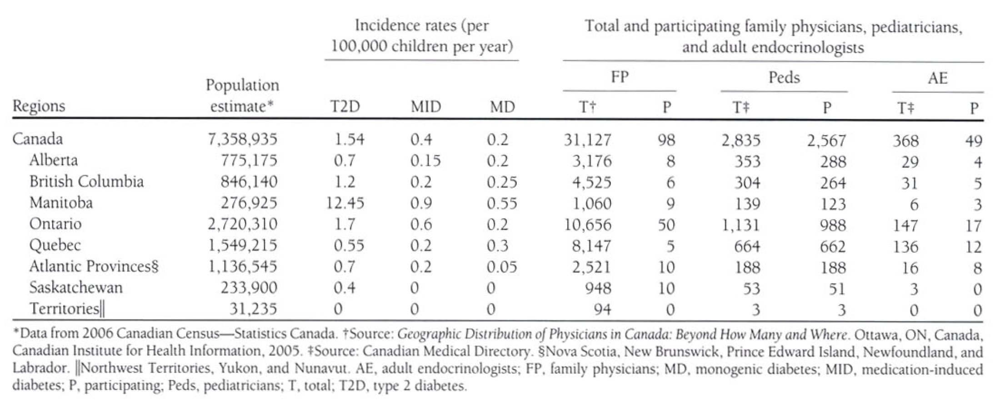 Incidence rates (per 100,000 children per year)
Total and participating family physicians, pediatricians, and adult endocrinologists
FP Peds AE
Regions Population estimate* T2D MID MD T† P T‡ P T‡ P
Canada 7,358,935 1.54 0.4 0.2 31,127 98 2,835 2,567 368 49
Alberta 775,175 0.7 0.15 0.2 3,176 8 353 288 29 4
British Columbia 846,140 1.2 0.2 0.25 4,525 6 304 264 31 5
Manitoba 276,925 12.45 0.9 0.55 1,060 9 139 123 6 3
Ontario 2,720,310 1.7 0.6 0.2 10,656 50 1,131 988 147 17
Quebec 1,549,215 0.55 0.2 0.3 8,147 5 664 662 136 12
Atlantic Provinces§ 1,136,545 0.7 0.2 0.05 2,521 10 188 188 16 8
Saskatchewan 233,900 0.4 0 0 948 10 53 51 3 0
Territories‖ 31,235 0 0 0 94 0 3 3 0 0
*Data from 2006 Canadian Census—Statistics Canada. †Source: Geographic Distribution of Physicians in Canada: Beyond How Many and Where. Ottawa, ON, Canada,
Canadian Institute for Health Information, 2005. ‡Source: Canadian Medical Directory. §Nova Scotia, New Brunswick, Prince Edward Island, Newfoundland, and
Labrador. ‖Northwest Territories, Yukon, and Nunavut. AE, adult endocrinologists; FP, family physicians; MD, monogenic diabetes; MID, medication-induced
diabetes; P, participating; Peds, pediatricians; T, total; T2D, type 2 diabetes.